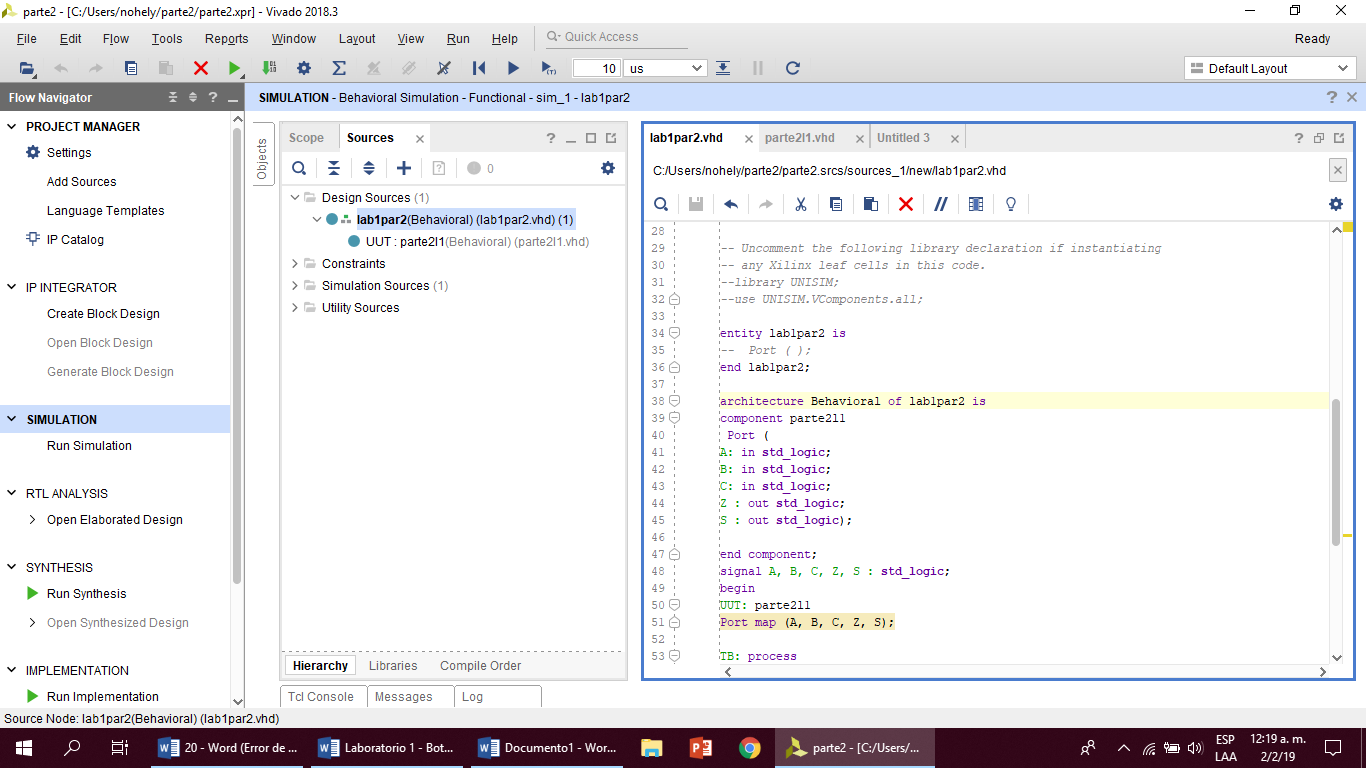 parte2 - [C:/Users/nohely/parte2/parte2.xpr] - Vivado 2018.3
File Edit Flow Tools Reports Window Layout View Run Help Quick Access Ready
10 us Default Layout
Flow Navigator
SIMULATION - Behavioral Simulation - Functional - sim_1 - lab1par2
PROJECT MANAGER
Settings
Add Sources
Language Templates
IP Catalog
IP INTEGRATOR
Create Block Design
Open Block Design
Generate Block Design
SIMULATION
Run Simulation
RTL ANALYSIS
Open Elaborated Design
SYNTHESIS
Run Synthesis
Open Synthesized Design
IMPLEMENTATION
Run Implementation
Objects
Scope Sources
0
Design Sources (1)
lab1par2(Behavioral) (lab1par2.vhd) (1)
UUT : parte2l1(Behavioral) (parte2l1.vhd)
Constraints
Simulation Sources (1)
Utility Sources
Hierarchy Libraries Compile Order
Tcl Console Messages Log
lab1par2.vhd parte2l1.vhd Untitled 3
C:/Users/nohely/parte2/parte2.srcs/sources_1/new/lab1par2.vhd
28
29 -- Uncomment the following library declaration if instantiating
30 -- any Xilinx leaf cells in this code.
31 --library UNISIM;
32 --use UNISIM.VComponents.all;
33
34 entity lab1par2 is
35 -- Port ( );
36 end lab1par2;
37
38 architecture Behavioral of lab1par2 is
39 component parte2l1
40 Port (
41 A: in std_logic;
42 B: in std_logic;
43 C: in std_logic;
44 Z : out std_logic;
45 S : out std_logic);
46
47 end component;
48 signal A, B, C, Z, S : std_logic;
49 begin
50 UUT: parte2l1
51 Port map (A, B, C, Z, S);
52
53 TB: process
Source Node: lab1par2(Behavioral) (lab1par2.vhd)
20 - Word (Error de ... Laboratorio 1 - Bot... Documento1 - Wor... parte2 - [C:/Users/... ESP 12:19 a. m.
LAA 2/2/19